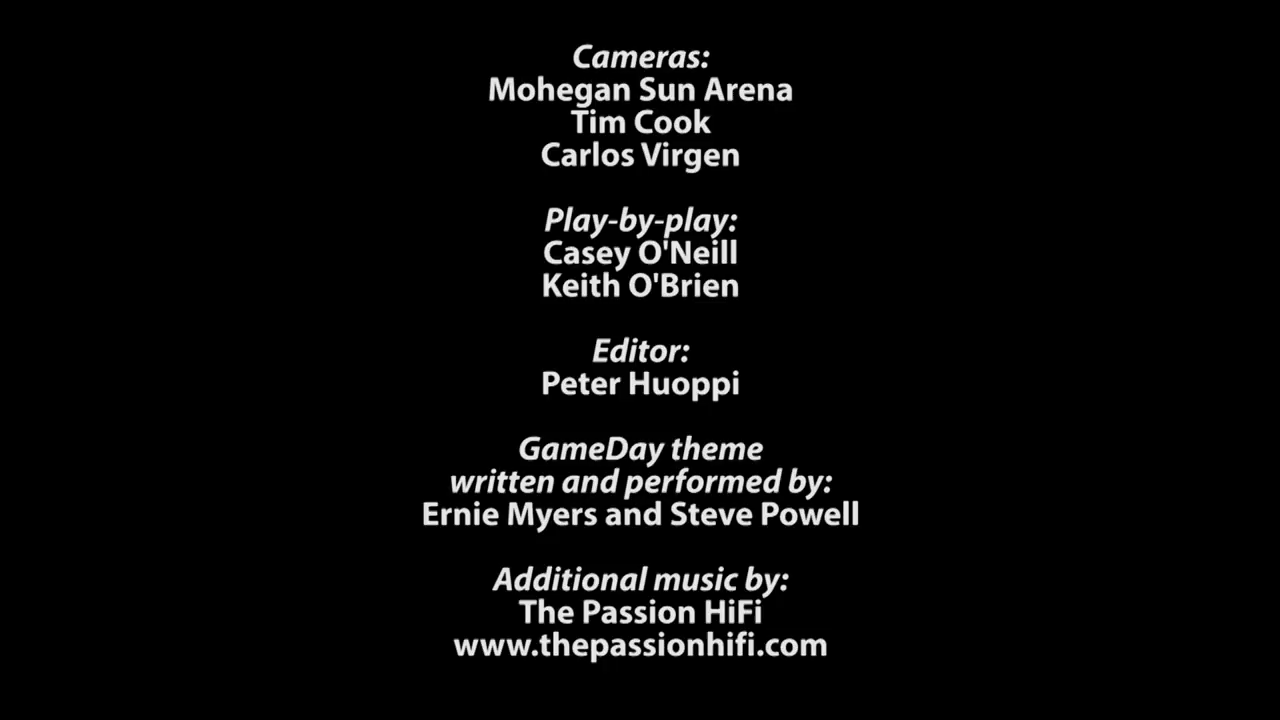 Cameras:
Mohegan Sun Arena
Tim Cook
Carlos Virgen
Play-by-play:
Casey O'Neill
Keith O'Brien
Editor:
Peter Huoppi
GameDay theme
written and performed by:
Ernie Myers and Steve Powell
Additional music by:
The Passion HiFi
www.thepassionhifi.com